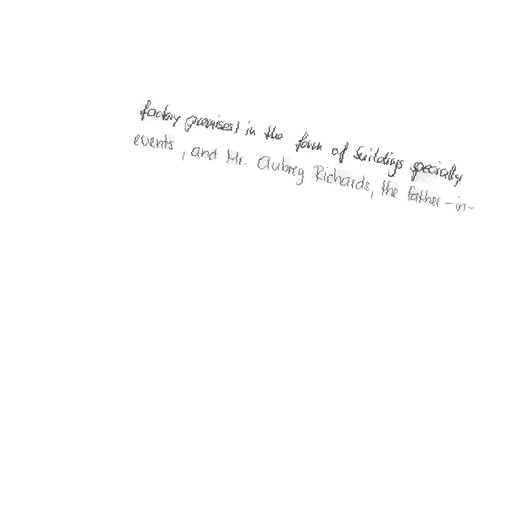 factory premises) in the form of buildings specially
events, and Mr. Aubrey Richards, the father-in-